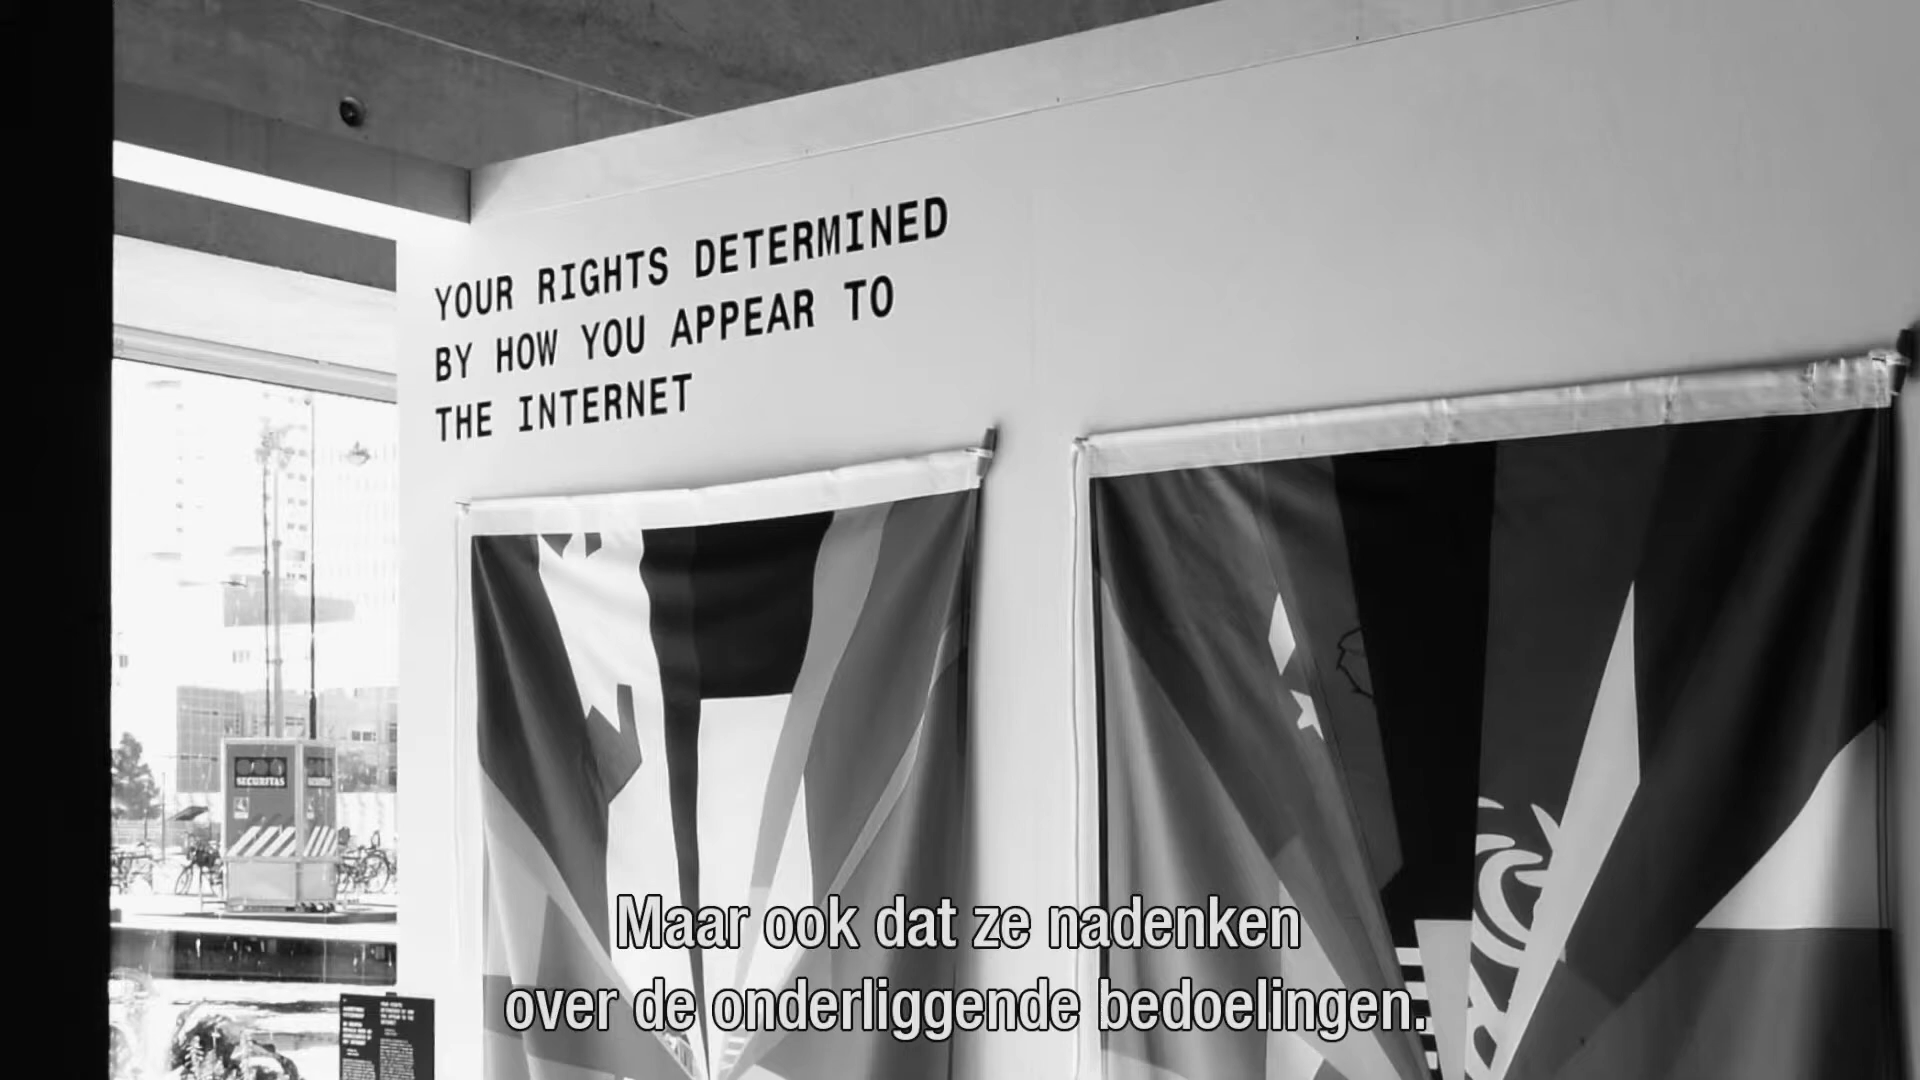 YOUR RIGHTS DETERMINED
BY HOW YOU APPEAR TO
THE INTERNET
SECURITAS
Maar ook dat ze nadenken
over de onderliggende bedoelingen.